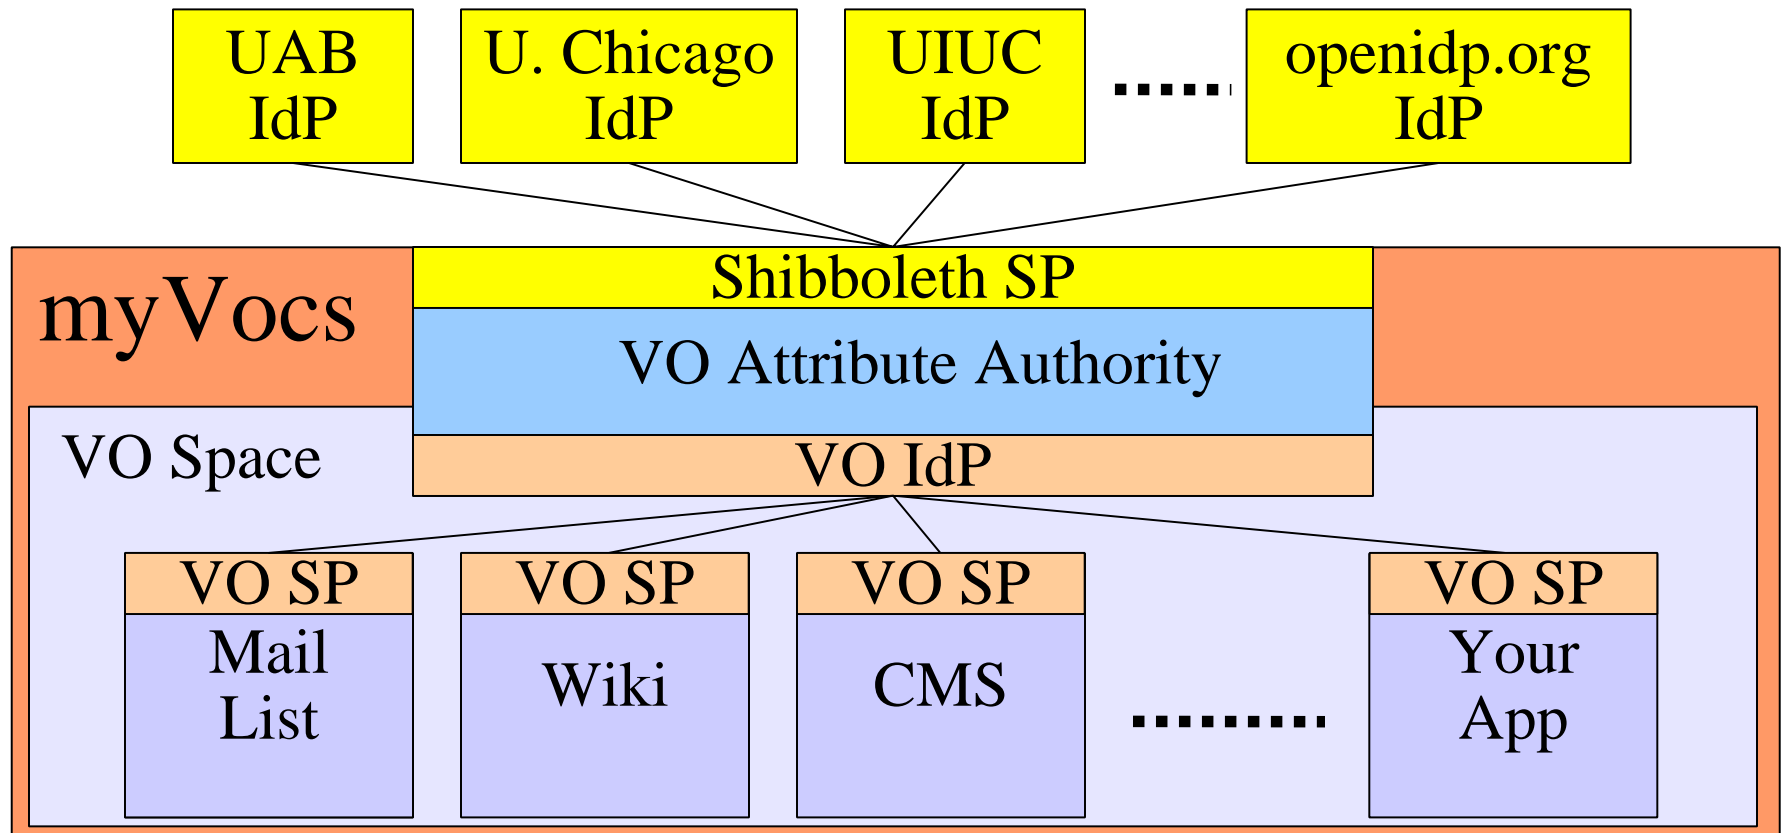 UAB
IdP
U. Chicago
IdP
UIUC
IdP
openidp.org
IdP
myVocs
Shibboleth SP
VO Attribute Authority
VO Space
VO IdP
VO SP
Mail
List
VO SP
Wiki
VO SP
CMS
VO SP
Your
App